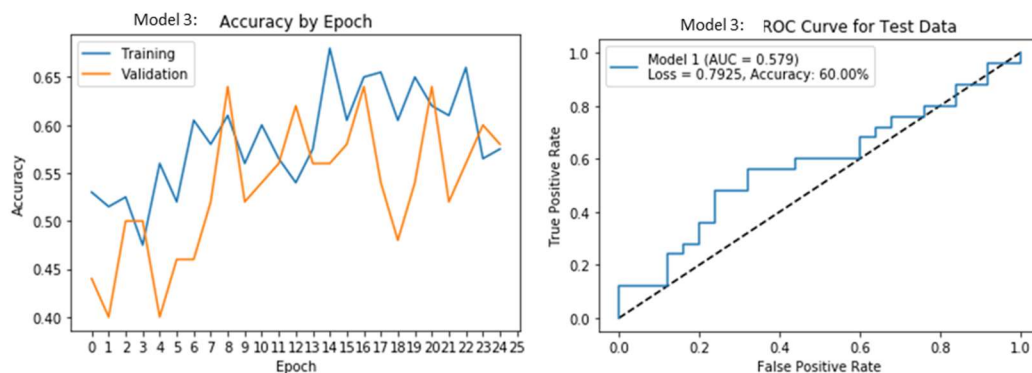 Model 3: Accuracy by Epoch
Training
Validation
0.65
0.60
0.55
0.50
0.45
0.40
Accuracy
0 1 2 3 4 5 6 7 8 9 10 11 12 13 14 15 16 17 18 19 20 21 22 23 24 25
Epoch
Model 3: ROC Curve for Test Data
Model 1 (AUC = 0.579)
Loss = 0.7925, Accuracy: 60.00%
1.0
0.8
0.6
0.4
0.2
0.0
True Positive Rate
0.0 0.2 0.4 0.6 0.8 1.0
False Positive Rate